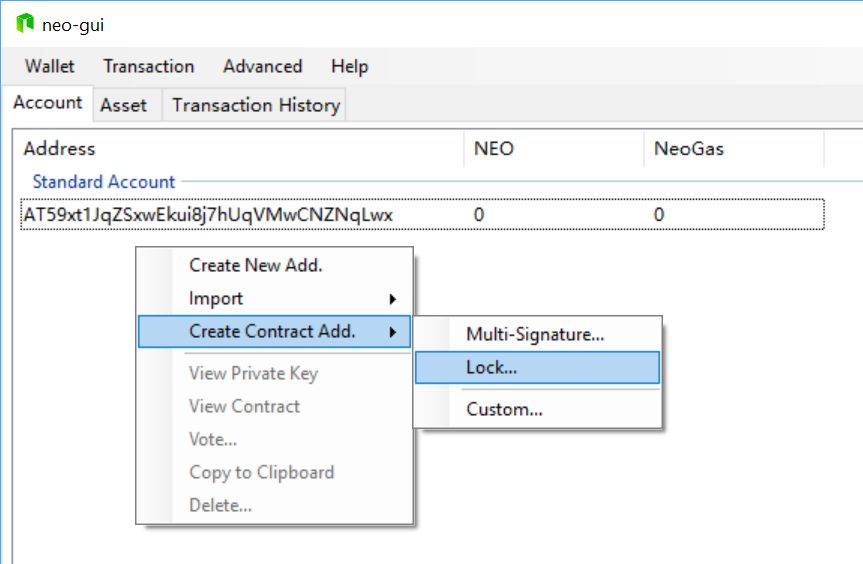 neo-gui
Wallet Transaction Advanced Help
Account Asset Transaction History
Address NEO NeoGas
Standard Account
AT59xt1JqZSxwEkui8j7hUqVMwCNZNqLwx 0 0
Create New Add.
Import
Create Contract Add.
Multi-Signature...
Lock...
Custom...
View Private Key
View Contract
Vote...
Copy to Clipboard
Delete...